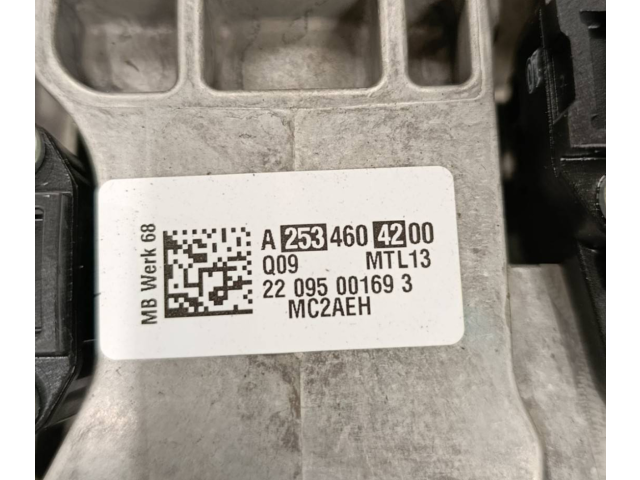 MB Werk 68
A 253 460 42 00
Q09 MTL13
22 095 00169 3
MC2AEH